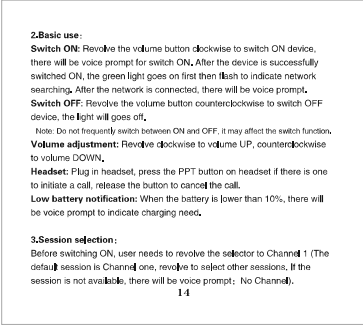 2.Basic use:
Switch ON: Revolve the volume button clockwise to switch ON device,
there will be voice prompt for switch ON. After the device is successfully
switched ON, the green light goes on first then flash to indicate network
searching. After the network is connected, there will be voice prompt.
Switch OFF: Revolve the volume button counterclockwise to switch OFF
device, the light will goes off.
Note: Do not frequently switch between ON and OFF, it may affect the switch function.
Volume adjustment: Revolve clockwise to volume UP, counterclockwise
to volume DOWN.
Headset: Plug in headset, press the PPT button on headset if there is one
to initiate a call, release the button to cancel the call.
Low battery notification: When the battery is lower than 10%, there will
be voice prompt to indicate charging need.
3.Session selection:
Before switching ON, user needs to revolve the selector to Channel 1 (The
default session is Channel one, revolve to select other sessions, If the
session is not available, there will be voice prompt: No Channel).
14